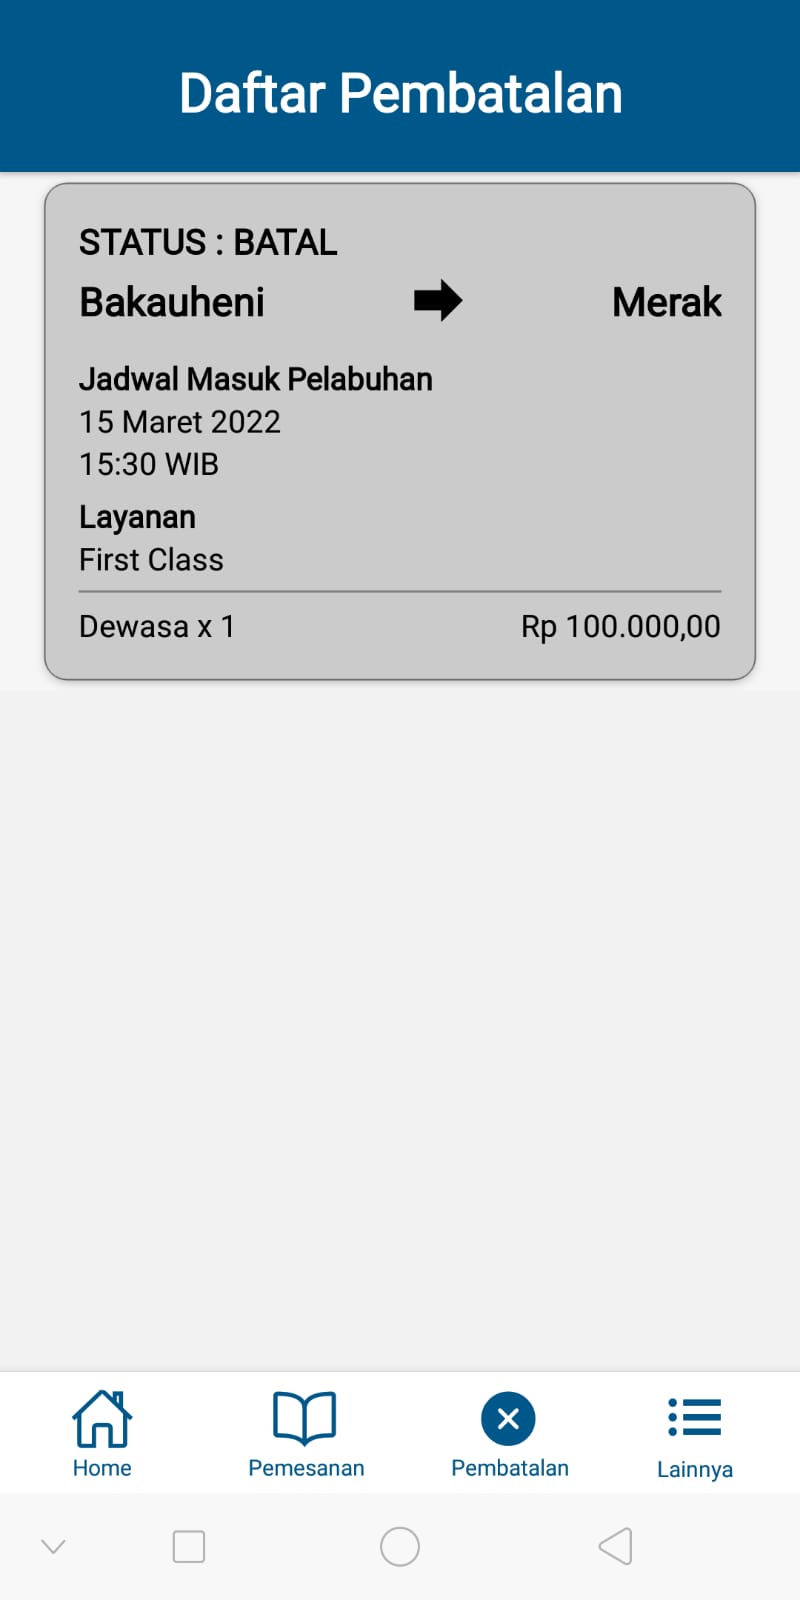 Daftar Pembatalan
STATUS : BATAL
Bakauheni Merak
Jadwal Masuk Pelabuhan
15 Maret 2022
15:30 WIB
Layanan
First Class
Dewasa x 1 Rp 100.000,00
Home Pemesanan Pembatalan Lainnya